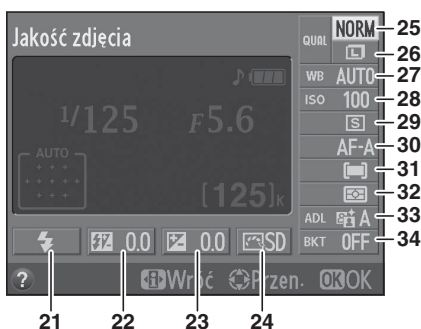 Jakość zdjęcia
QUAL NORM 25
L 26
WB AUTO 27
ISO 100 28
1/125 F5.6
S 29
AUTO
AF-A 30
31
[125]K
32
ADL A 33
0.0 0.0 SD
BKT OFF 34
? Wróć Przen. OK OK
21 22 23 24